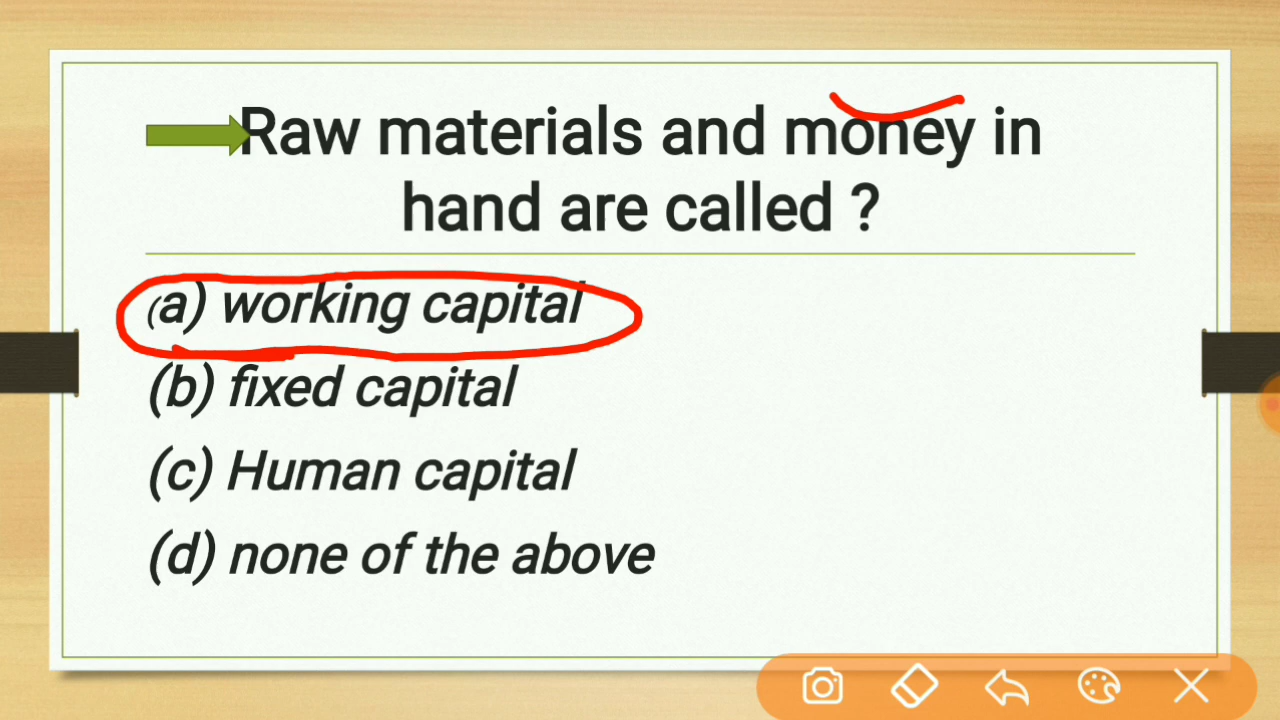 Raw materials and money in
hand are called ?
(a) working capital
(b) fixed capital
(c) Human capital
(d) none of the above